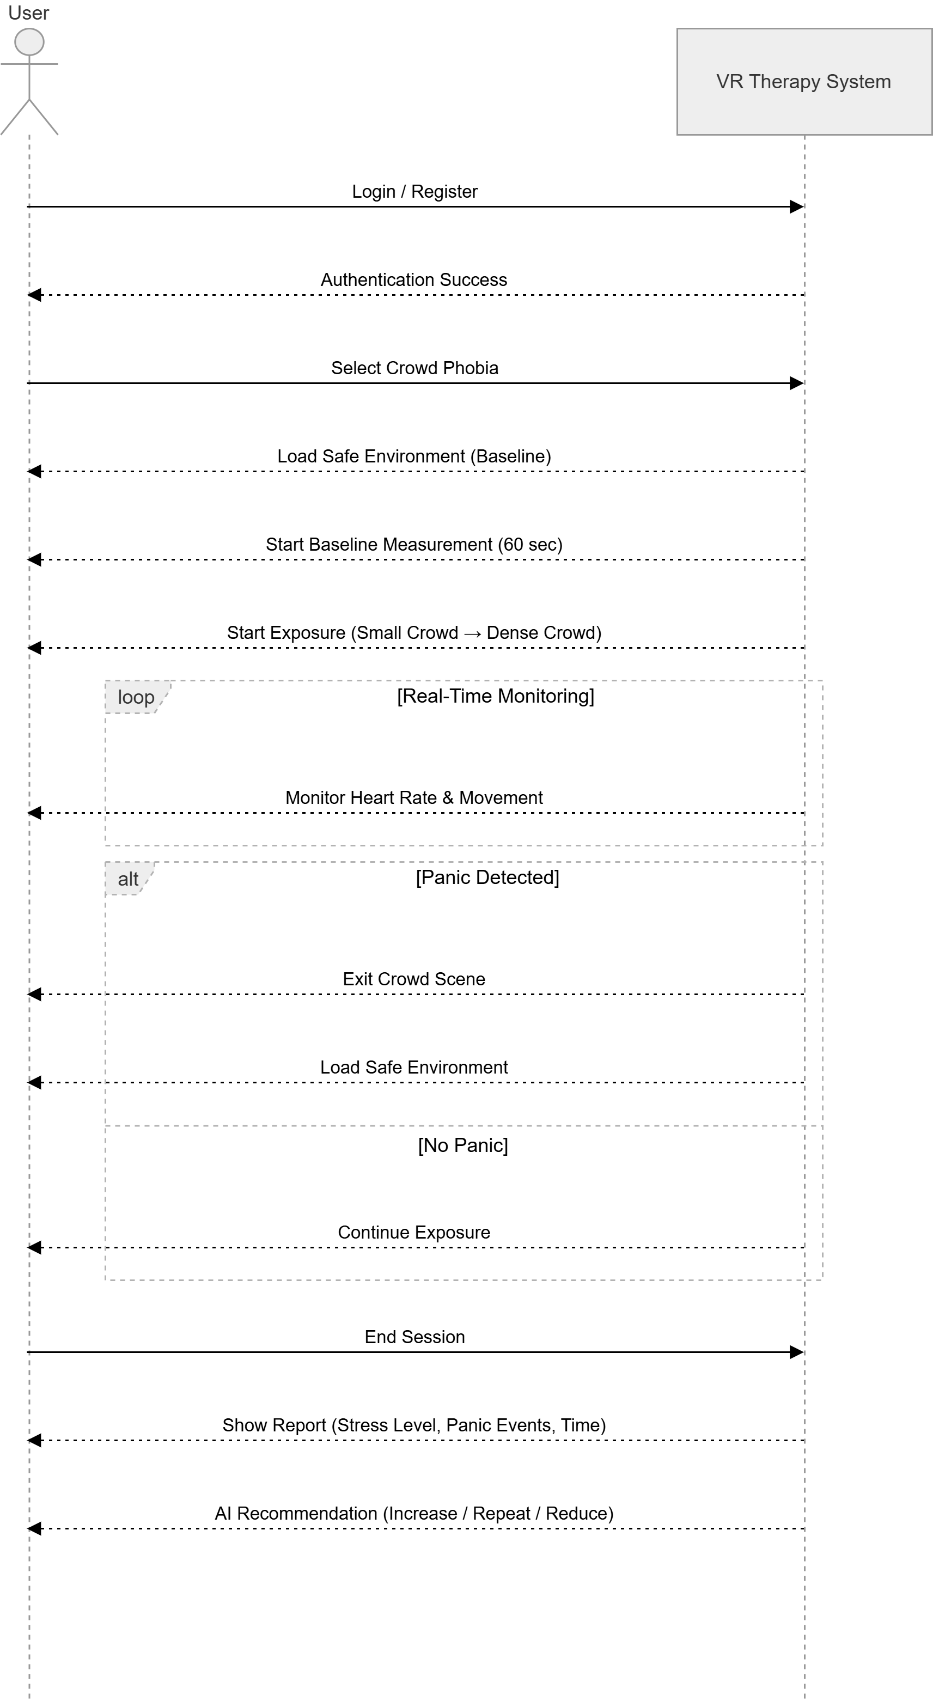 User
VR Therapy System
Login / Register
Authentication Success
Select Crowd Phobia
Load Safe Environment (Baseline)
Start Baseline Measurement (60 sec)
Start Exposure (Small Crowd → Dense Crowd)
loop
[Real-Time Monitoring]
Monitor Heart Rate & Movement
alt
[Panic Detected]
Exit Crowd Scene
Load Safe Environment
[No Panic]
Continue Exposure
End Session
Show Report (Stress Level, Panic Events, Time)
AI Recommendation (Increase / Repeat / Reduce)